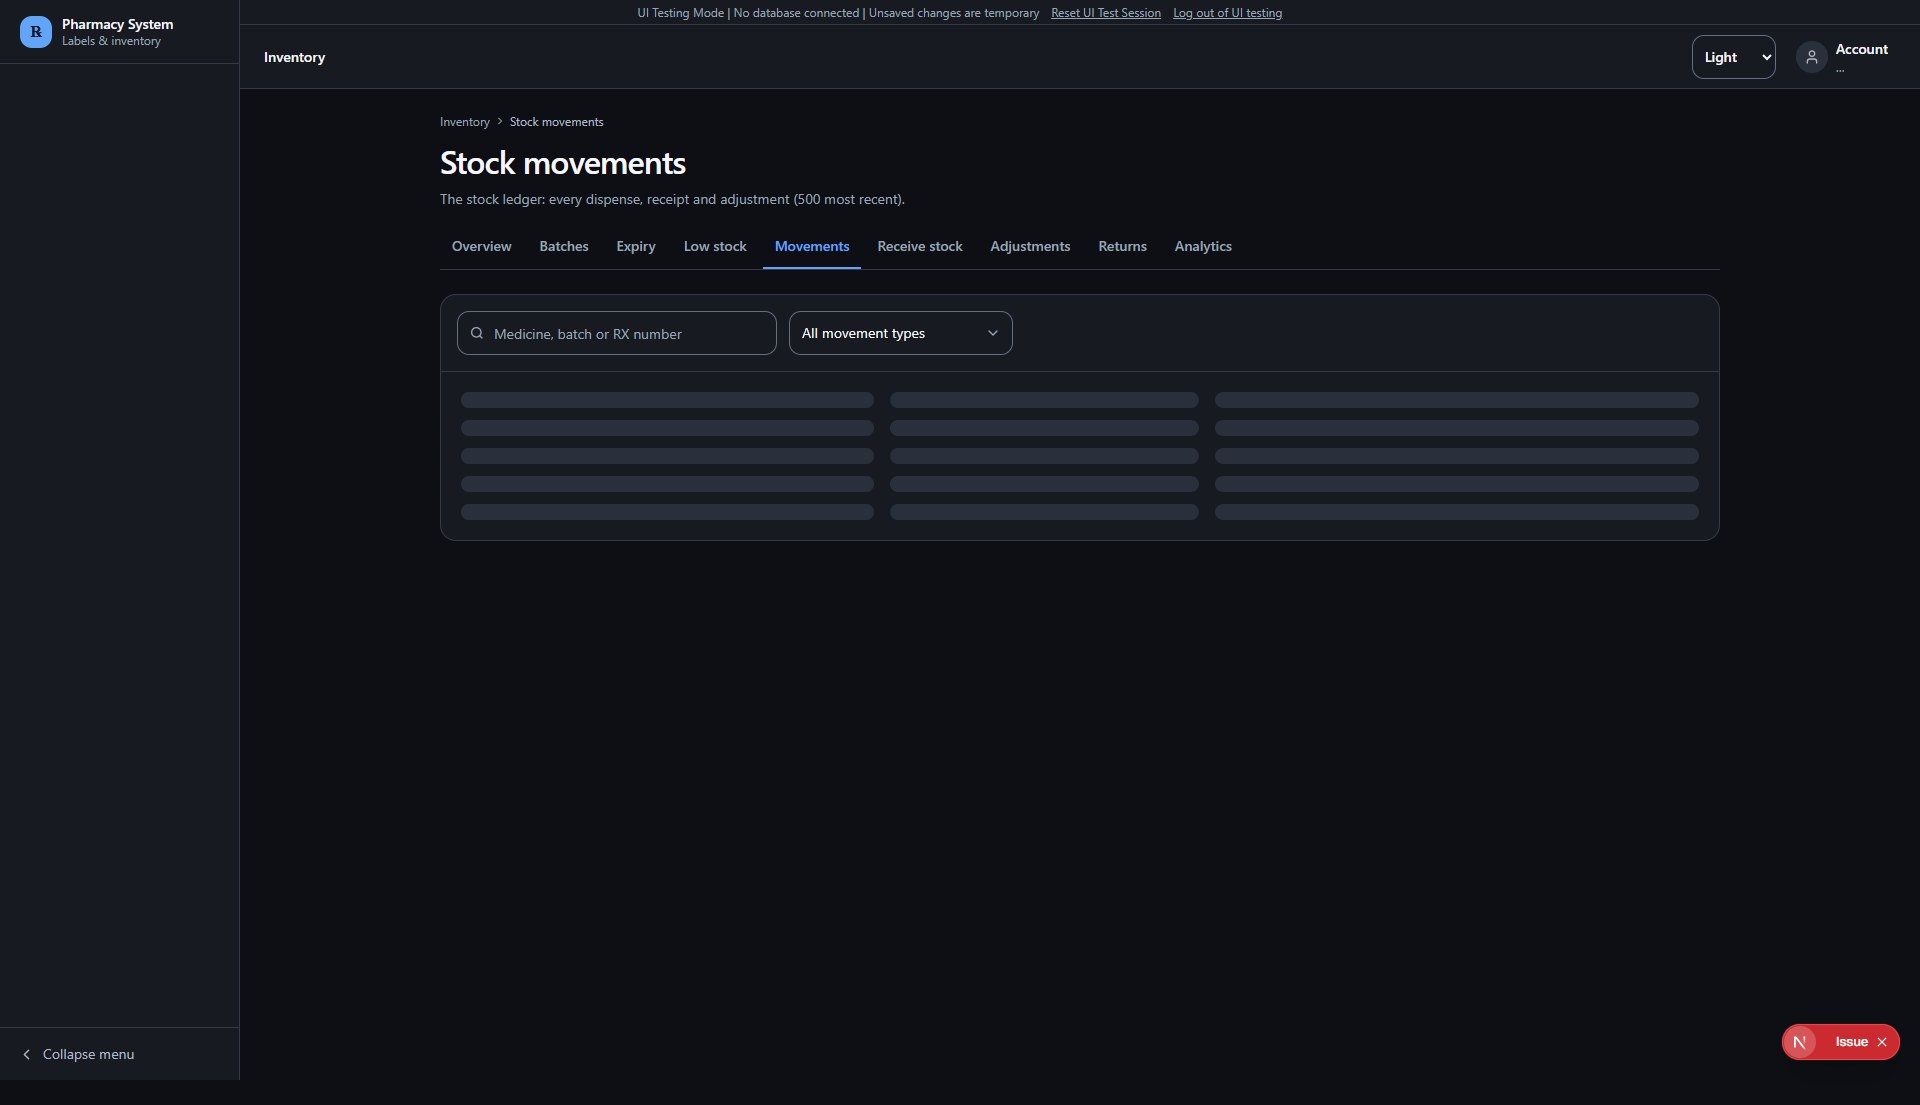 UI Testing Mode | No database connected | Unsaved changes are temporary Reset UI Test Session Log out of UI testing
℞ Pharmacy System
Labels & inventory
Inventory
Light
Account
...
Inventory > Stock movements
Stock movements
The stock ledger: every dispense, receipt and adjustment (500 most recent).
Overview Batches Expiry Low stock Movements Receive stock Adjustments Returns Analytics
Medicine, batch or RX number
All movement types
Collapse menu
N Issue